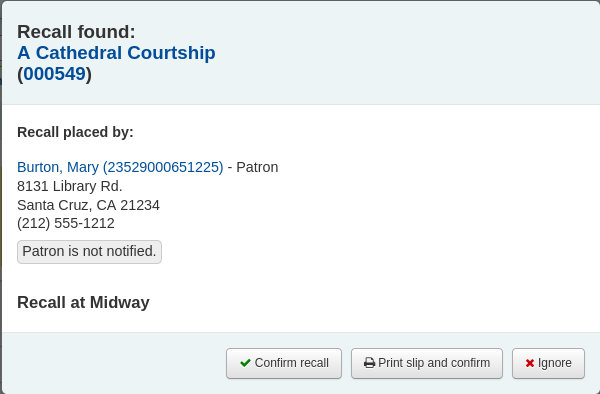 Recall found:
A Cathedral Courtship
(000549)
Recall placed by:
Burton, Mary (23529000651225) - Patron
8131 Library Rd.
Santa Cruz, CA 21234
(212) 555-1212
Patron is not notified.
Recall at Midway
Confirm recall Print slip and confirm Ignore